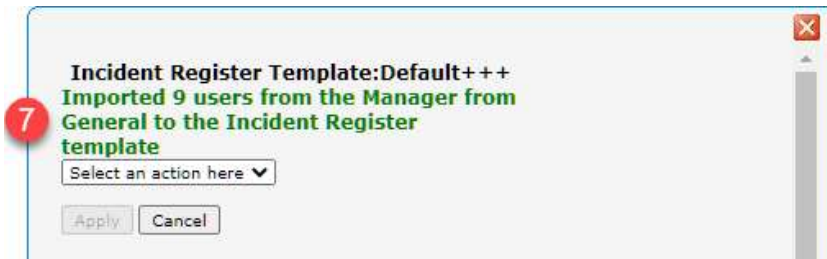 Incident Register Template:Default+++
Imported 9 users from the Manager from
7
General to the Incident Register
template
Select an action here
Apply Cancel